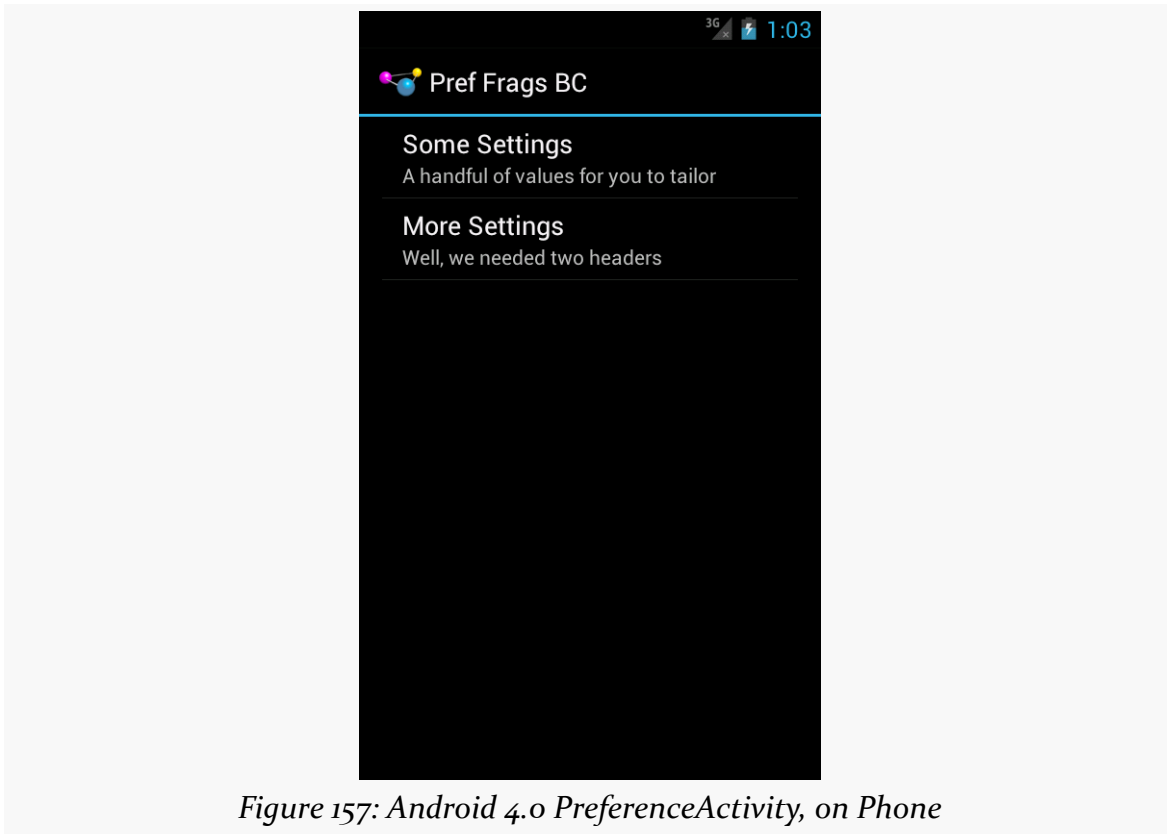 3G 1:03
Pref Frags BC
Some Settings
A handful of values for you to tailor
More Settings
Well, we needed two headers
Figure 157: Android 4.0 PreferenceActivity, on Phone